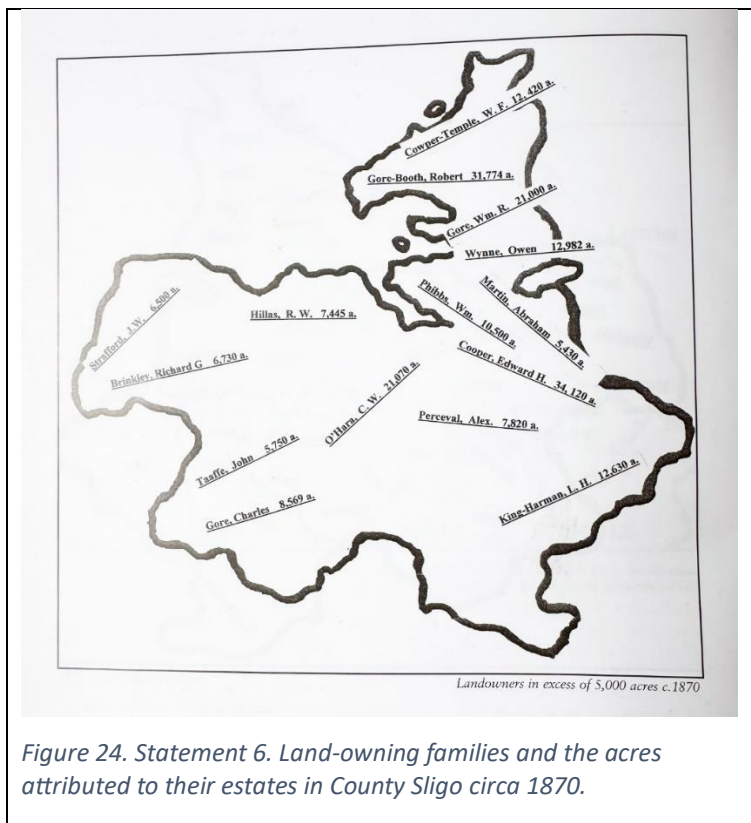 Cowper-Temple, W. F. 12,420 a.
Gore-Booth, Robert 31,774 a.
Gore, Wm. R. 21,000 a.
Wynne, Owen 12,982 a.
Strafford, J.W. 6,500 a.
Hillas, R. W. 7,445 a.
Phibbs, Wm. 10,500 a.
Martin, Abraham 5,430 a.
Brinkley, Richard G 6,730 a.
Cooper, Edward H. 34,120 a.
O'Hara, C. W. 21,070 a.
Perceval, Alex. 7,820 a.
Taaffe, John 5,750 a.
Gore, Charles 8,569 a.
King-Harman, L. H. 12,630 a.
Landowners in excess of 5,000 acres c.1870
Figure 24. Statement 6. Land-owning families and the acres
attributed to their estates in County Sligo circa 1870.